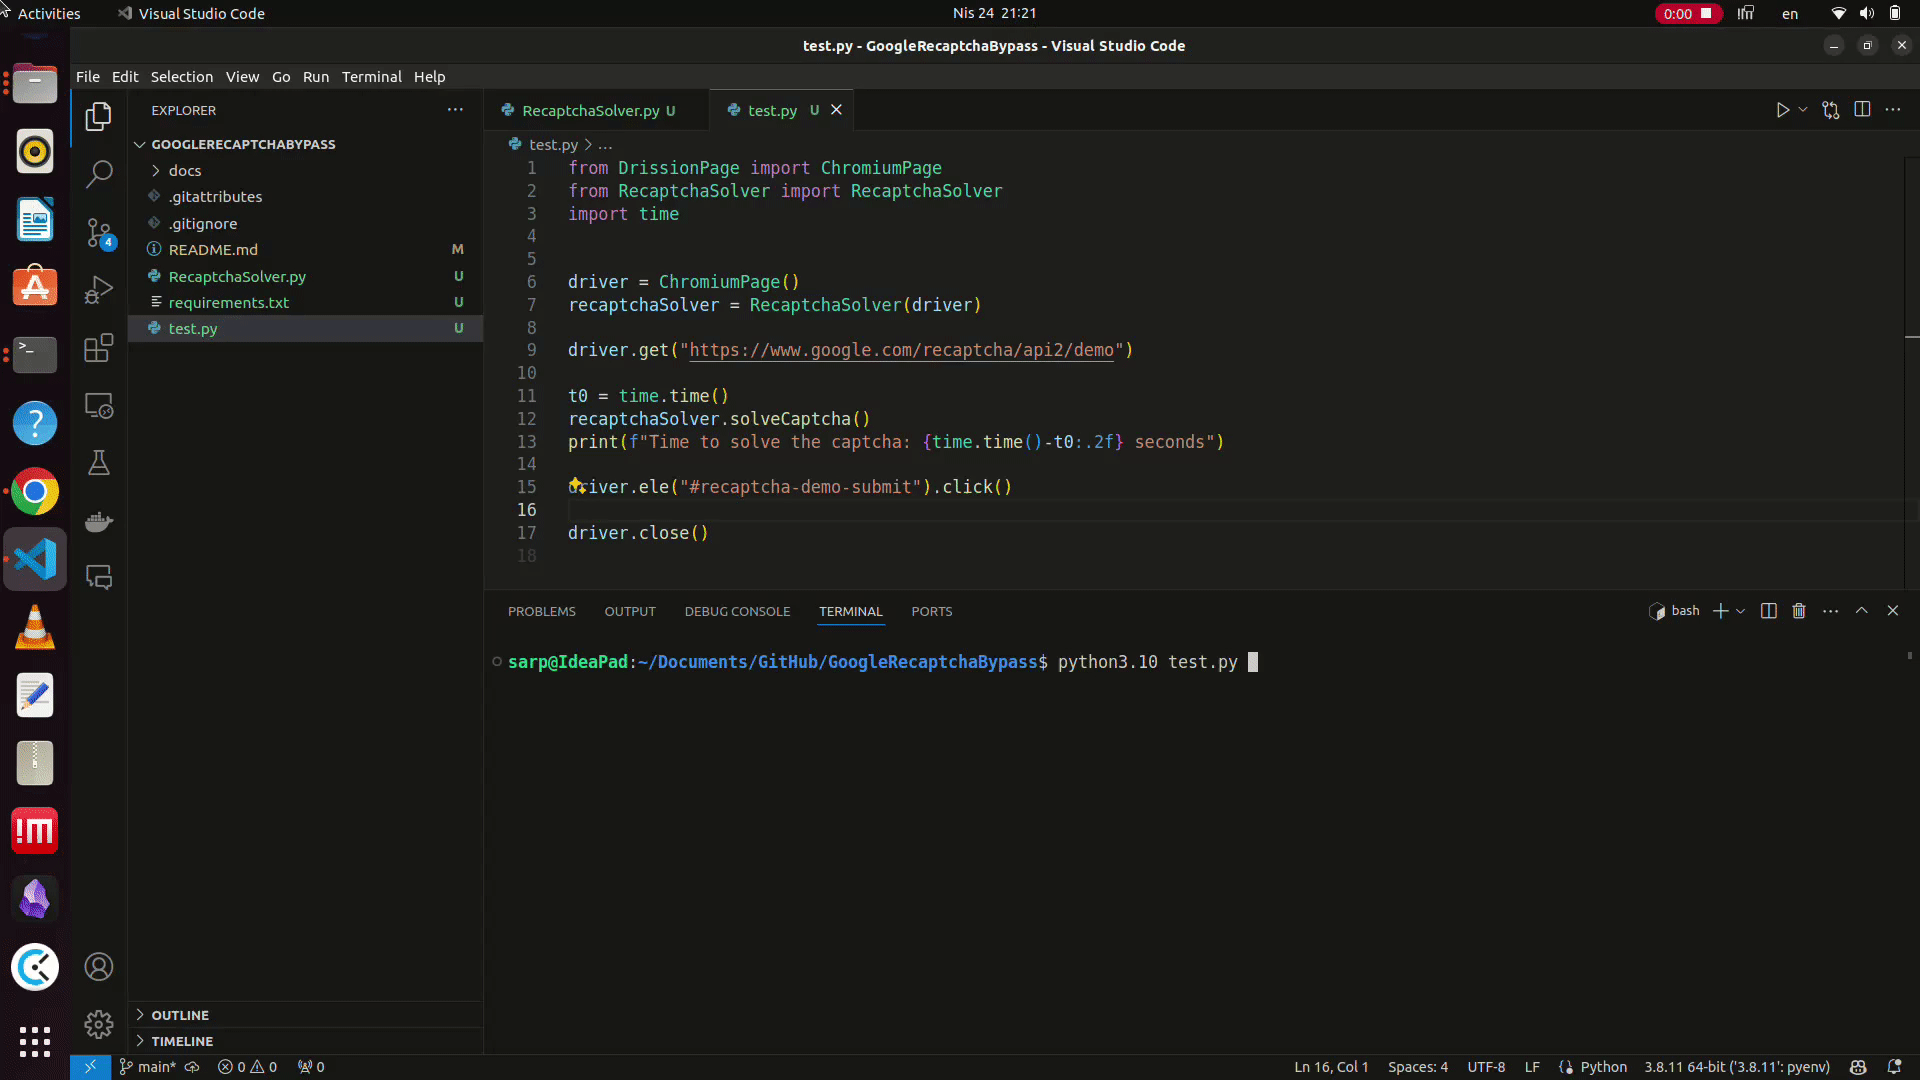 Activities
Visual Studio Code
Nis 24 21:21
0:00
en
test.py - GoogleRecaptchaBypass - Visual Studio Code
File Edit Selection View Go Run Terminal Help
EXPLORER
GOOGLERECAPTCHABYPASS
docs
.gitattributes
.gitignore
README.md M
RecaptchaSolver.py U
requirements.txt U
test.py U
4
OUTLINE
TIMELINE
RecaptchaSolver.py U
test.py U
test.py > ...
1 from DrissionPage import ChromiumPage
2 from RecaptchaSolver import RecaptchaSolver
3 import time
4
5
6 driver = ChromiumPage()
7 recaptchaSolver = RecaptchaSolver(driver)
8
9 driver.get("https://www.google.com/recaptcha/api2/demo")
10
11 t0 = time.time()
12 recaptchaSolver.solveCaptcha()
13 print(f"Time to solve the captcha: {time.time()-t0:.2f} seconds")
14
15 driver.ele("#recaptcha-demo-submit").click()
16
17 driver.close()
18
PROBLEMS OUTPUT DEBUG CONSOLE TERMINAL PORTS
bash
sarp@IdeaPad:~/Documents/GitHub/GoogleRecaptchaBypass$ python3.10 test.py
main* 0 0 0
Ln 16, Col 1 Spaces: 4 UTF-8 LF Python 3.8.11 64-bit ('3.8.11': pyenv)